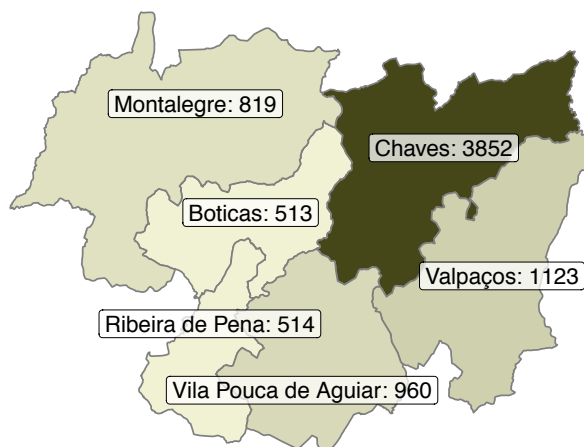 Montalegre: 819
Chaves: 3852
Boticas: 513
Valpaços: 1123
Ribeira de Pena: 514
Vila Pouca de Aguiar: 960